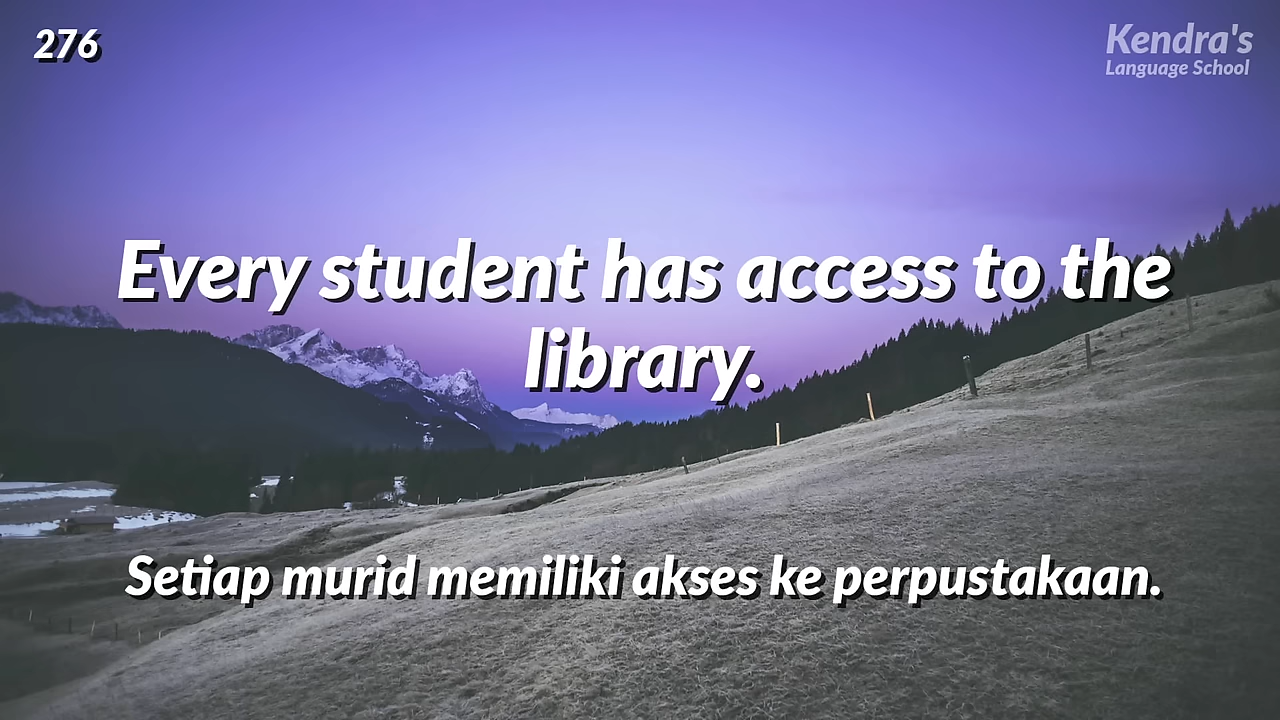 276
Kendra's
Language School
Every student has access to the
library.
Setiap murid memiliki akses ke perpustakaan.